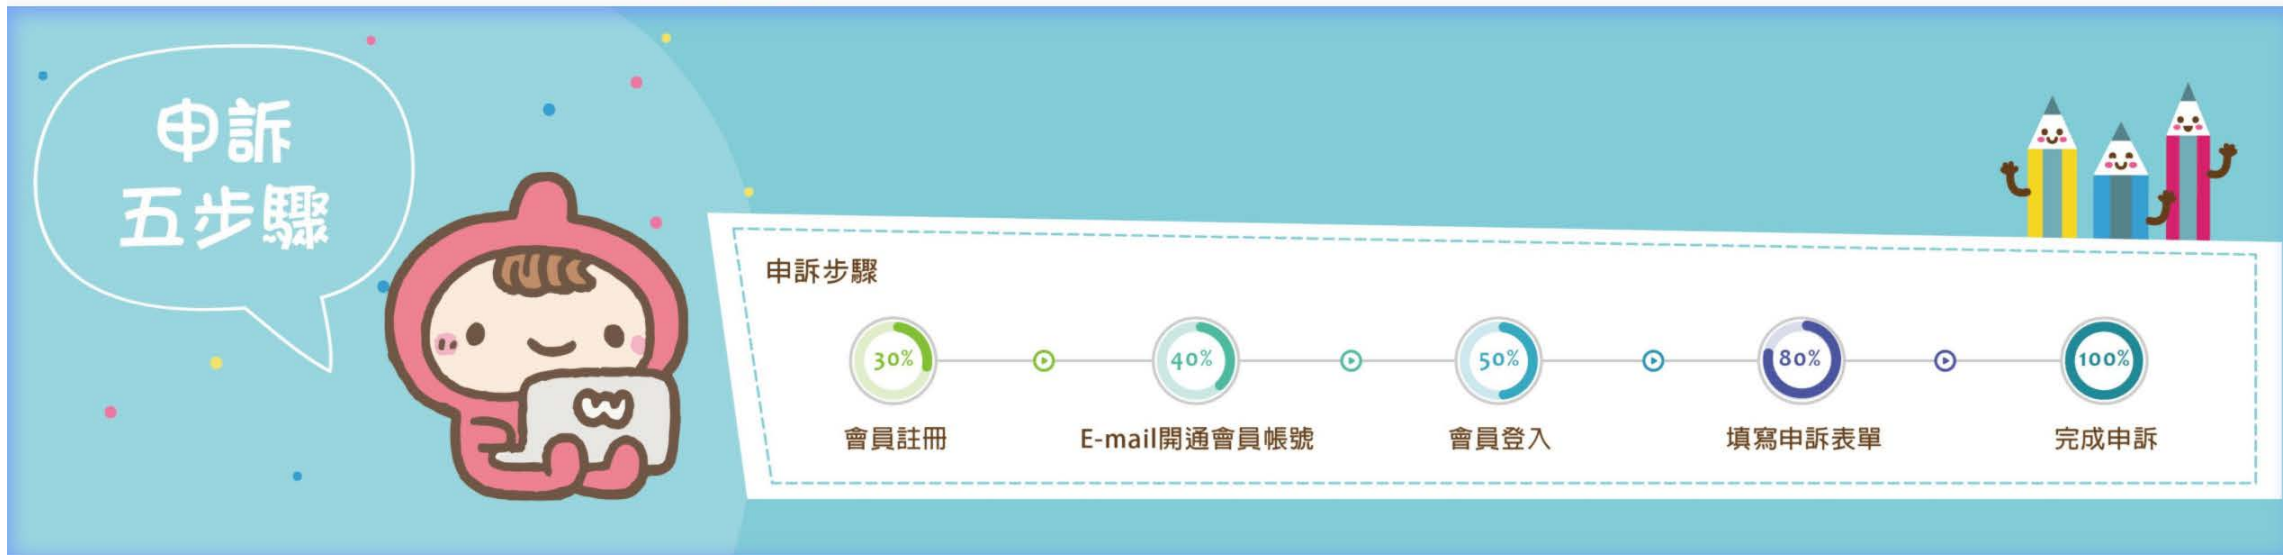 申訴
五步驟
申訴步驟
30%
40%
50%
80%
100%
會員註冊
E-mail開通會員帳號
會員登入
填寫申訴表單
完成申訴